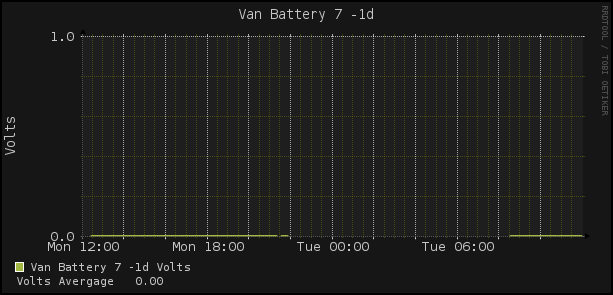 Van Battery 7 -1d
RRDTOOL / TOBI OETIKER
Volts
1.0
0.0
Mon 12:00 Mon 18:00 Tue 00:00 Tue 06:00
Van Battery 7 -1d Volts
Volts Avergage 0.00